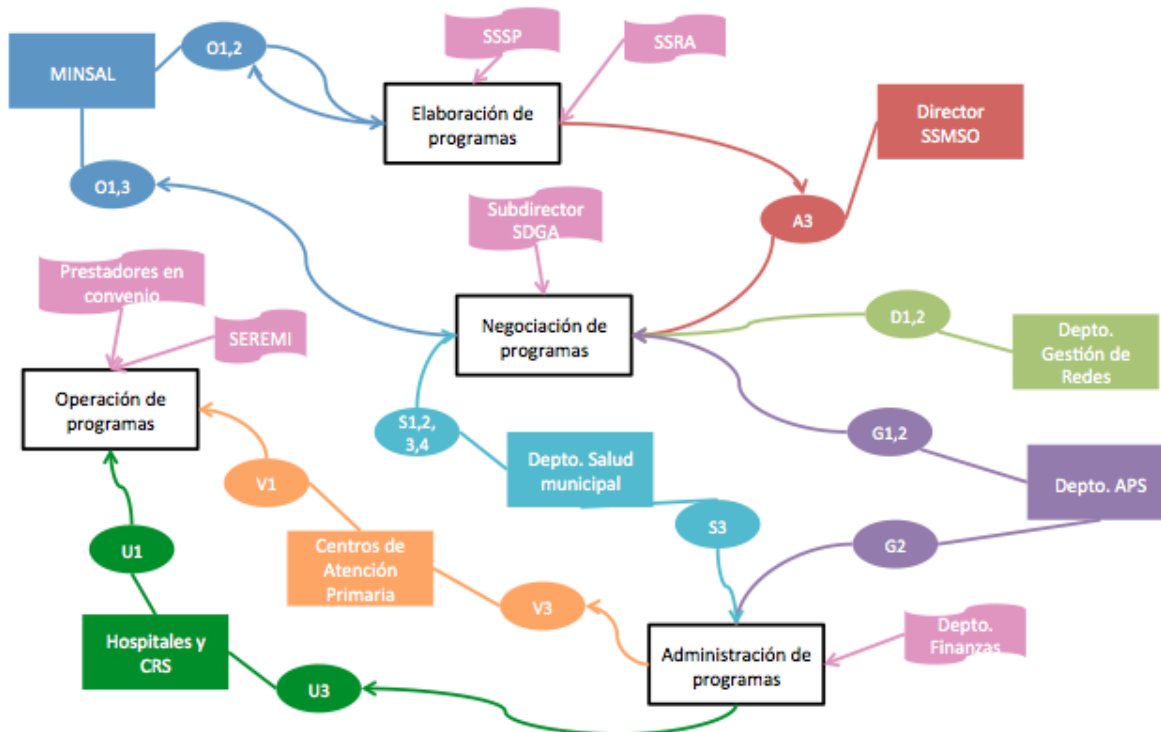 SSSP
SSRA
O1,2
MINSAL
Elaboración de
programas
Director
SSMSO
O1,3
A3
Subdirector
SDGA
Prestadores en
convenio
SEREMI
Negociación de
programas
D1,2
Depto.
Gestión de
Redes
Operación de
programas
S1,2,
3,4
G1,2
V1
Depto. Salud
municipal
Depto. APS
S3
G2
U1
Centros de
Atención
Primaria
V3
Depto.
Finanzas
Hospitales y
CRS
Administración de
programas
U3